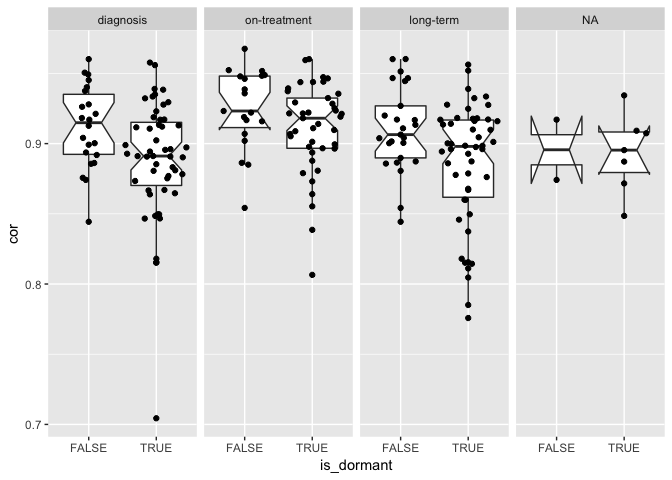 diagnosis
on-treatment
long-term
NA
cor
0.9
0.8
0.7
FALSE
TRUE
FALSE
TRUE
FALSE
TRUE
FALSE
TRUE
is_dormant